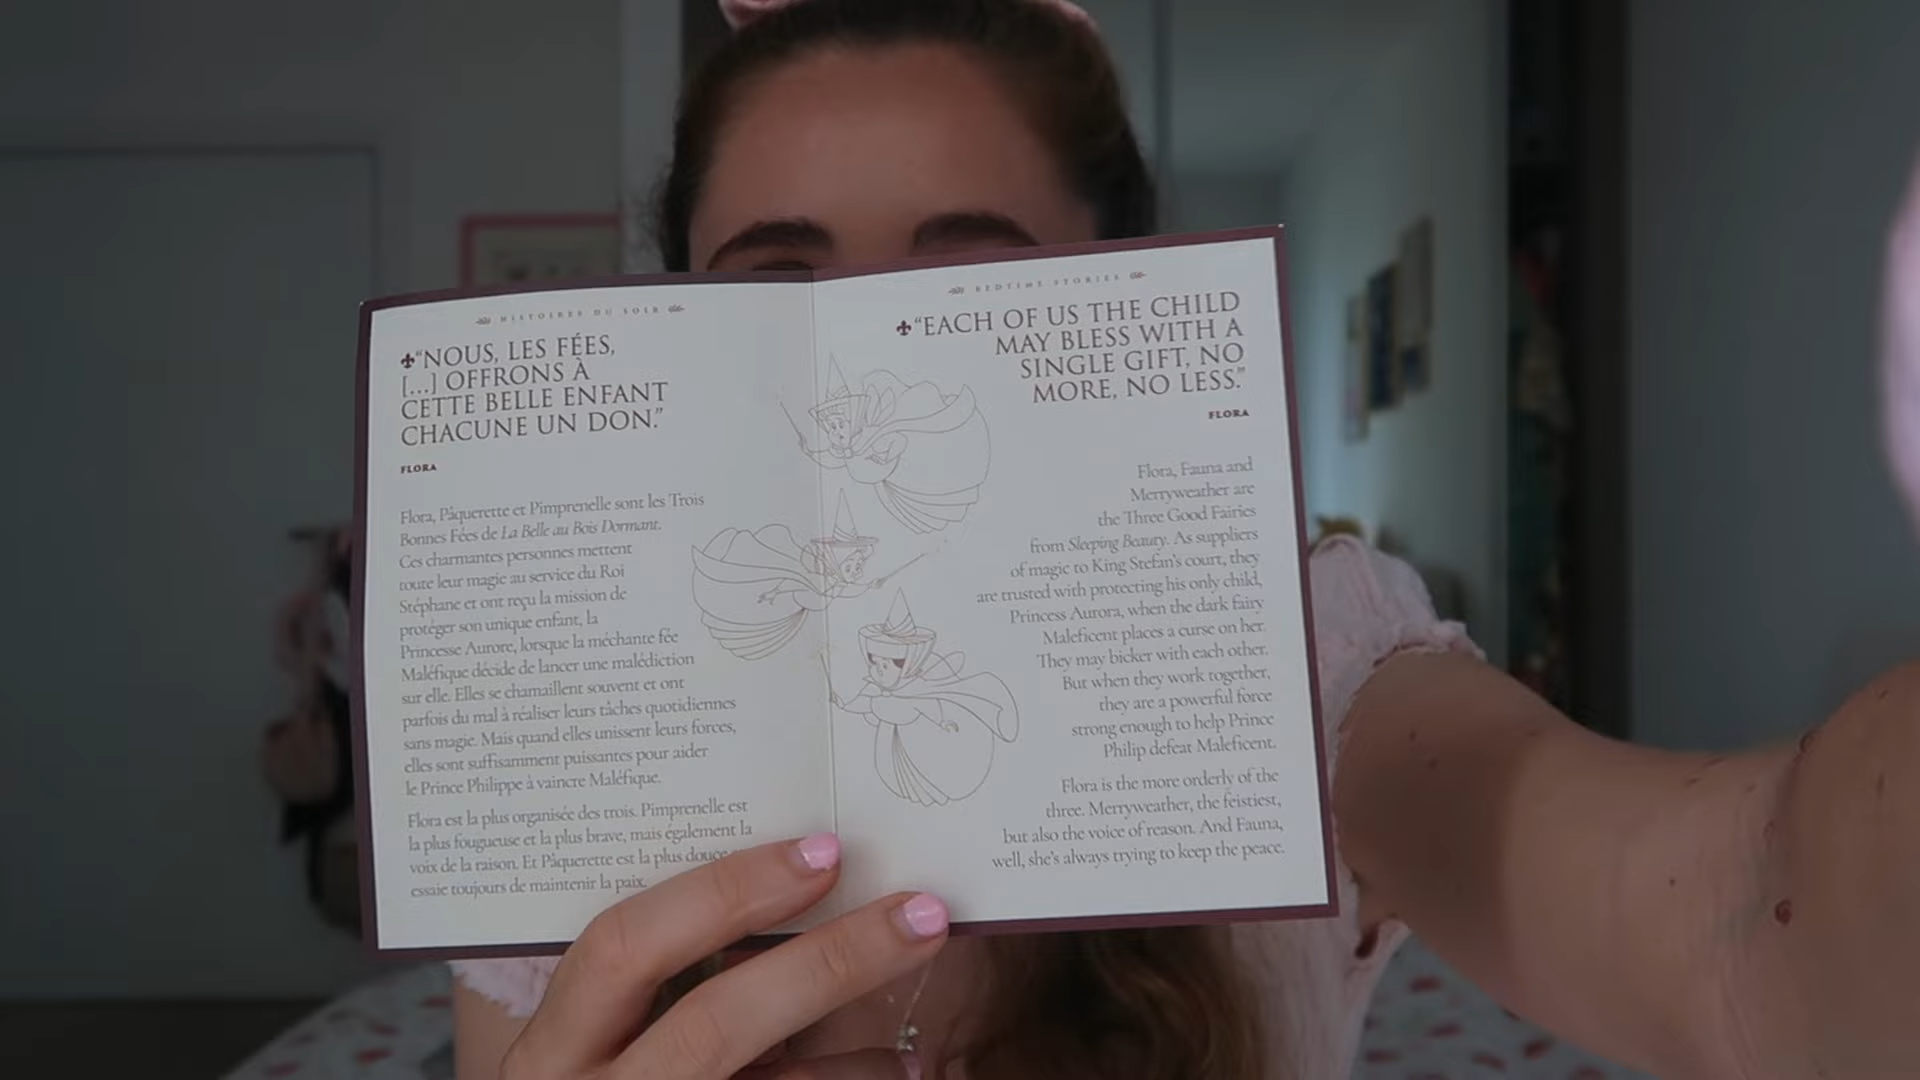 HISTOIRES DU SOIR
“NOUS, LES FÉES,
[...] OFFRONS À
CETTE BELLE ENFANT
CHACUNE UN DON.”
FLORA
Flora, Pâquerette et Pimprenelle sont les Trois
Bonnes Fées de La Belle au Bois Dormant.
Ces charmantes personnes mettent
toute leur magie au service du Roi
Stéphane et ont reçu la mission de
protéger son unique enfant, la
Princesse Aurore, lorsque la méchante fée
Maléfique décide de lancer une malédiction
sur elle. Elles se chamaillent souvent et ont
parfois du mal à réaliser leurs tâches quotidiennes
sans magie. Mais quand elles unissent leurs forces,
elles sont suffisamment puissantes pour aider
le Prince Philippe à vaincre Maléfique.
Flora est la plus organisée des trois. Pimprenelle est
la plus fougueuse et la plus brave, mais également la
voix de la raison. Et Pâquerette est la plus douce
essaie toujours de maintenir la paix.
BEDTIME STORIES
“EACH OF US THE CHILD
MAY BLESS WITH A
SINGLE GIFT, NO
MORE, NO LESS.”
FLORA
Flora, Fauna and
Merryweather are
the Three Good Fairies
from Sleeping Beauty. As suppliers
of magic to King Stefan's court, they
are trusted with protecting his only child,
Princess Aurora, when the dark fairy
Maleficent places a curse on her.
They may bicker with each other.
But when they work together,
they are a powerful force
strong enough to help Prince
Philip defeat Maleficent.
Flora is the more orderly of the
three. Merryweather, the feistiest,
but also the voice of reason. And Fauna,
well, she's always trying to keep the peace.